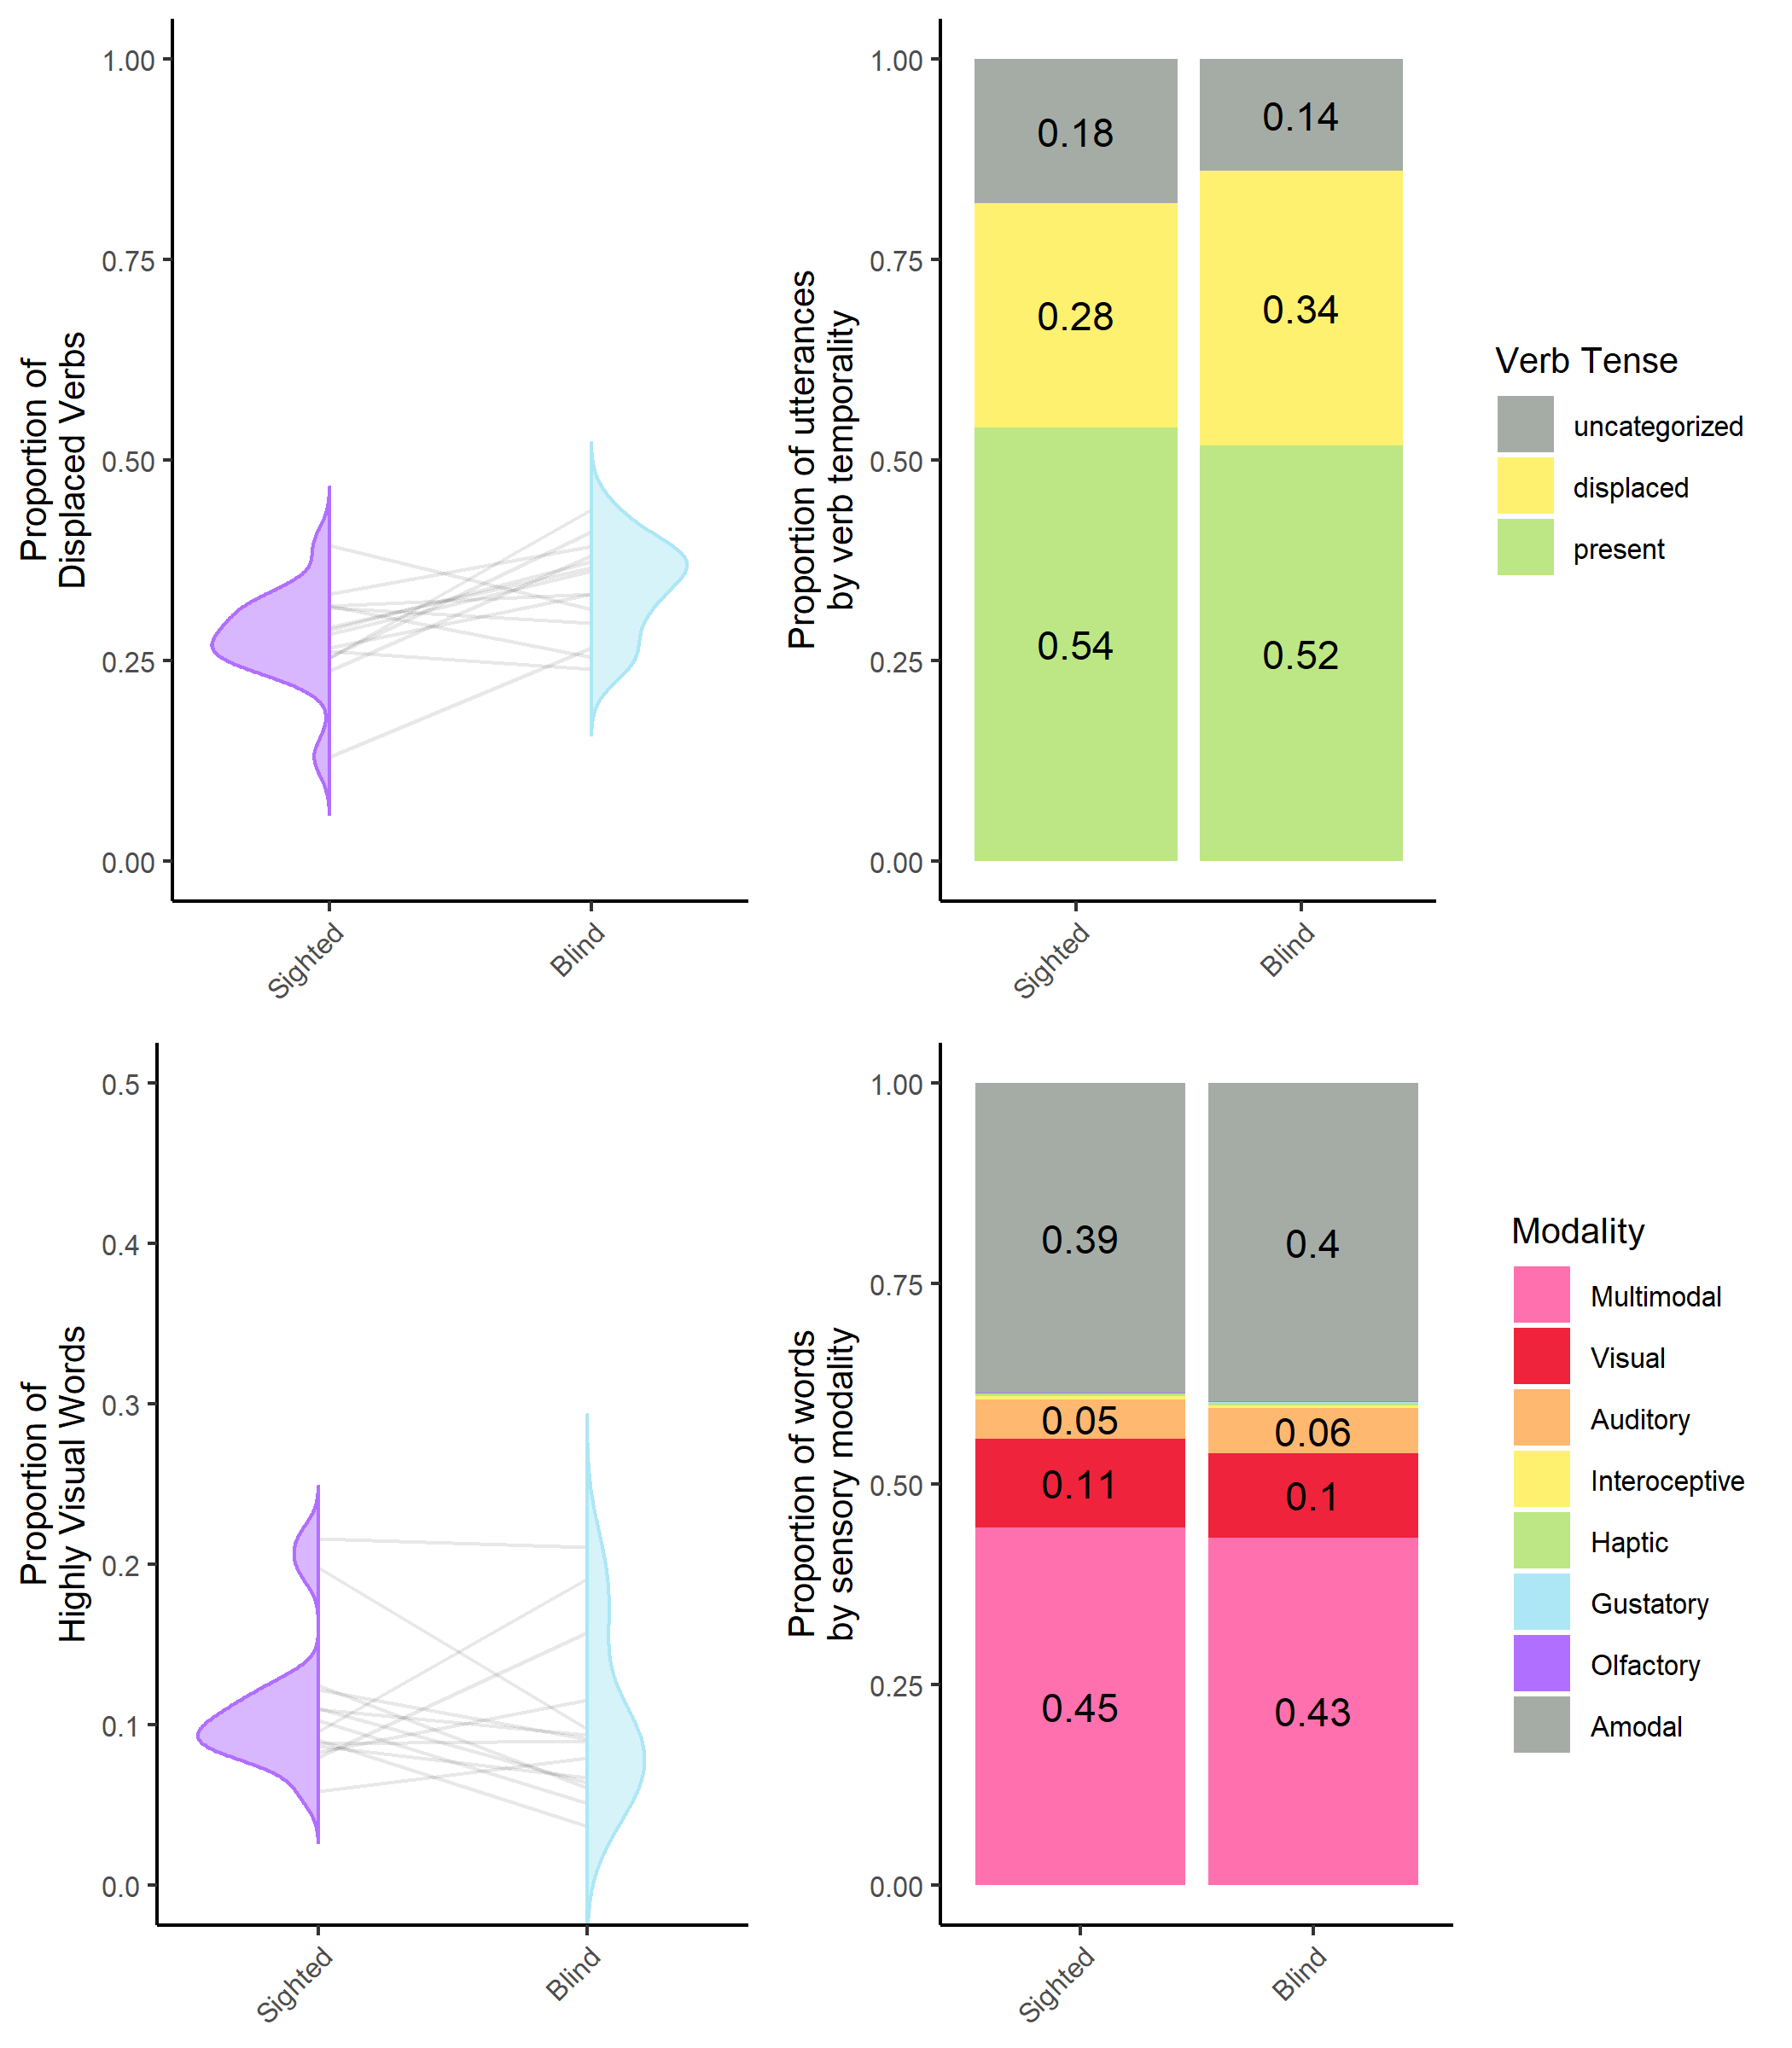 Proportion of
Displaced Verbs
1.00
0.75
0.50
0.25
0.00
Sighted
Blind
Proportion of utterances
by verb temporality
1.00
0.75
0.50
0.25
0.00
0.18
0.28
0.54
0.14
0.34
0.52
Sighted
Blind
Verb Tense
uncategorized
displaced
present
Proportion of
Highly Visual Words
0.5
0.4
0.3
0.2
0.1
0.0
Sighted
Blind
Proportion of words
by sensory modality
1.00
0.75
0.50
0.25
0.00
0.39
0.05
0.11
0.45
0.4
0.06
0.1
0.43
Sighted
Blind
Modality
Multimodal
Visual
Auditory
Interoceptive
Haptic
Gustatory
Olfactory
Amodal